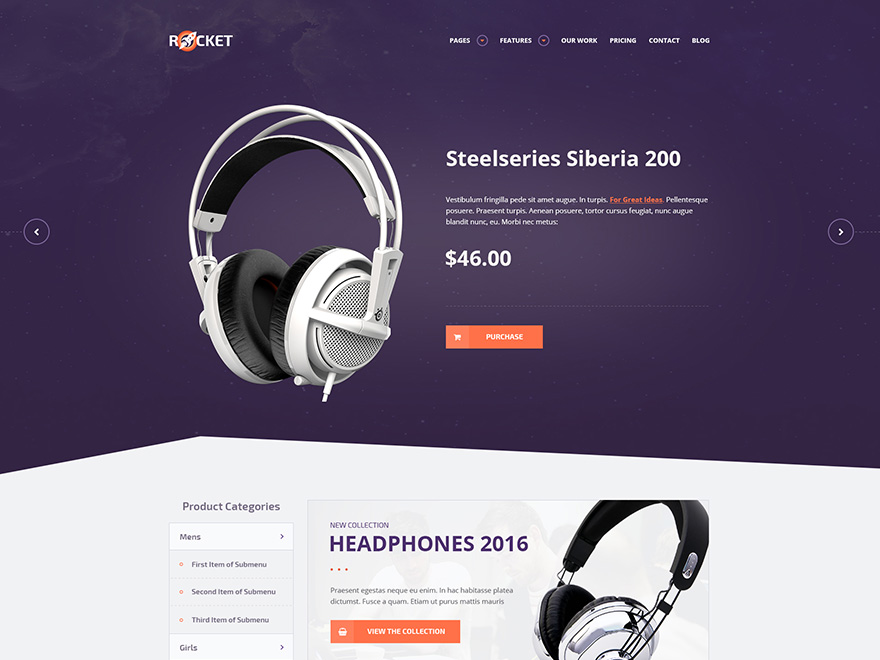 ROCKET
PAGES
FEATURES
OUR WORK
PRICING
CONTACT
BLOG
Steelseries Siberia 200
Vestibulum fringilla pede sit amet augue. In turpis. For Great Ideas. Pellentesque
posuere. Praesent turpis. Aenean posuere, tortor cursus feugiat, nunc augue
blandit nunc, eu. Morbi nec metus:
$46.00
PURCHASE
Product Categories
Mens
First Item of Submenu
Second Item of Submenu
Third Item of Submenu
Girls
NEW COLLECTION
HEADPHONES 2016
Praesent egestas neque eu enim. In hac habitasse platea
dictumst. Fusce a quam. Etiam ut purus mattis mauris
VIEW THE COLLECTION